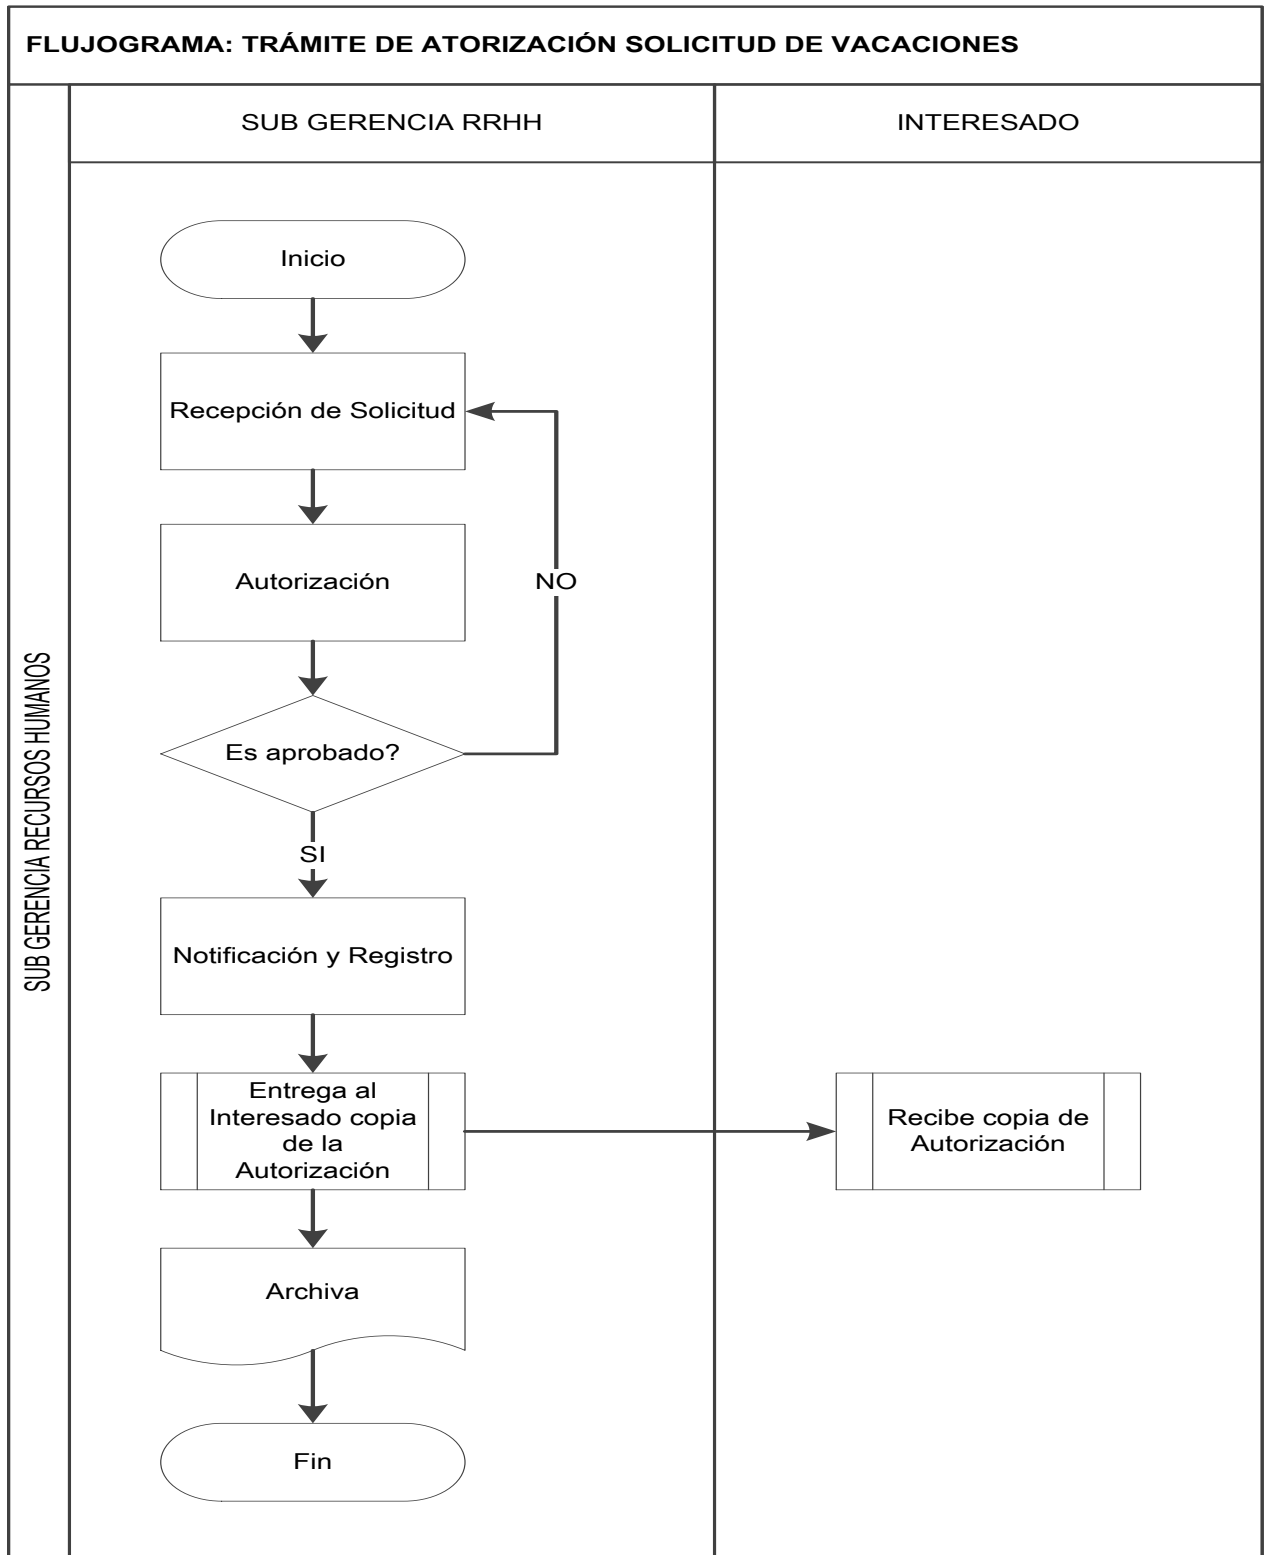 FLUJOGRAMA: TRÁMITE DE ATORIZACIÓN SOLICITUD DE VACACIONES
SUB GERENCIA RECURSOS HUMANOS
SUB GERENCIA RRHH
INTERESADO
Inicio
Recepción de Solicitud
Autorización
NO
Es aprobado?
SI
Notificación y Registro
Entrega al
Interesado copia
de la
Autorización
Recibe copia de
Autorización
Archiva
Fin